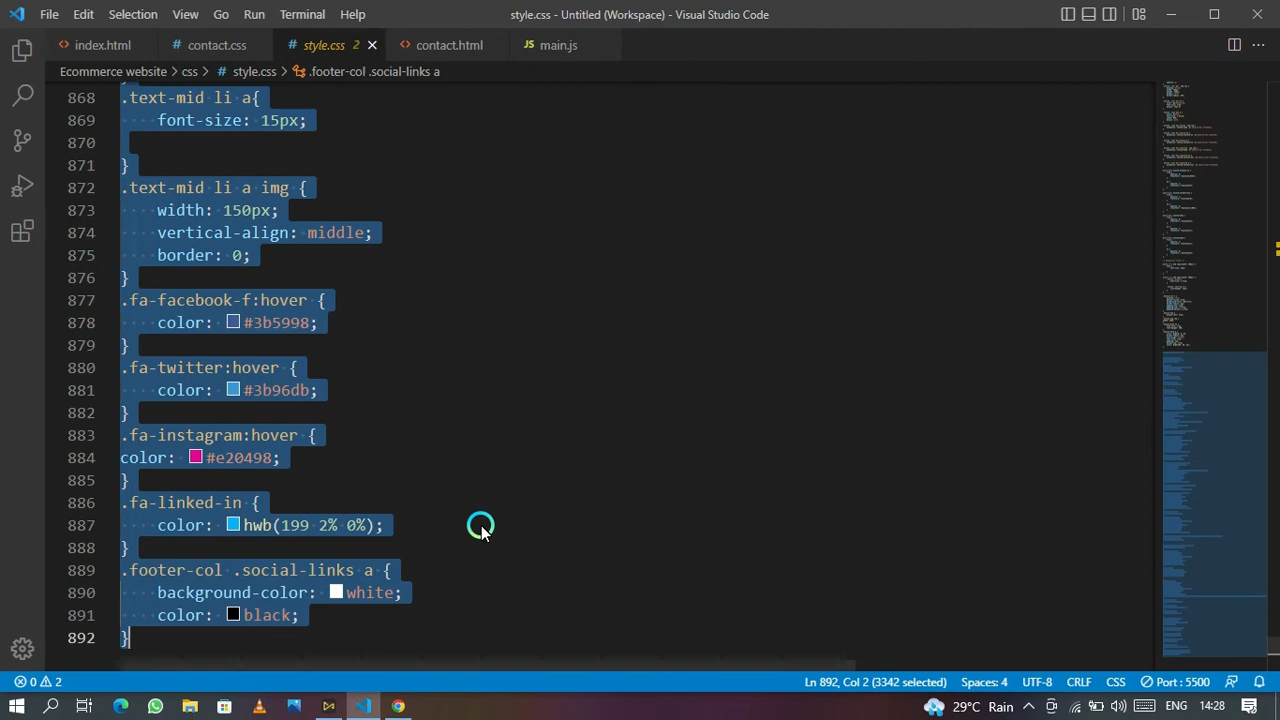 File Edit Selection View Go Run Terminal Help
style.css - Untitled (Workspace) - Visual Studio Code
index.html
contact.css
style.css 2
contact.html
main.js
Ecommerce website > css > style.css > .footer-col .social-links a
868 .text-mid li a{
869 font-size: 15px;
870
871 }
872 .text-mid li a img {
873 width: 150px;
874 vertical-align: middle;
875 border: 0;
876 }
877 .fa-facebook-f:hover {
878 color: #3b5998;
879 }
880 .fa-twitter:hover {
881 color: #3b96db;
882 }
883 .fa-instagram:hover {
884 color: #e20498;
885 }
886 .fa-linked-in {
887 color: hwb(199 2% 0%);
888 }
889 .footer-col .social-links a {
890 background-color: white;
891 color: black;
892 }
0 2
Ln 892, Col 2 (3342 selected) Spaces: 4 UTF-8 CRLF CSS Port : 5500
29°C Rain ENG 14:28